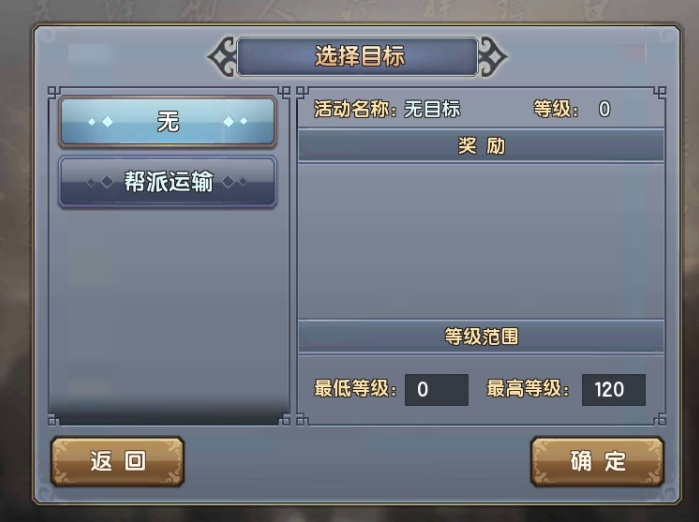 选择目标
无
帮派运输
活动名称：无目标 等级：0
奖励
等级范围
最低等级：0 最高等级：120
返回
确定